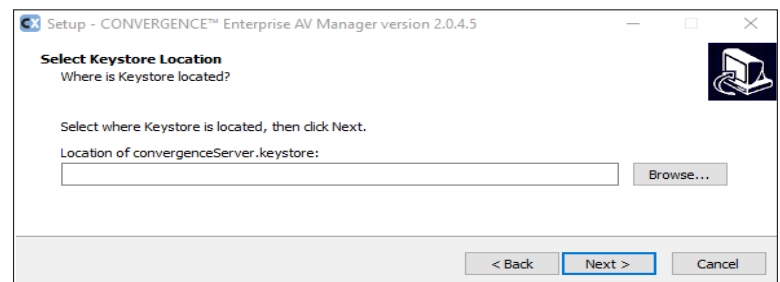 CX Setup - CONVERGENCE™ Enterprise AV Manager version 2.0.4.5
Select Keystore Location
Where is Keystore located?
Select where Keystore is located, then click Next.
Location of convergenceServer.keystore:
Browse...
< Back Next > Cancel